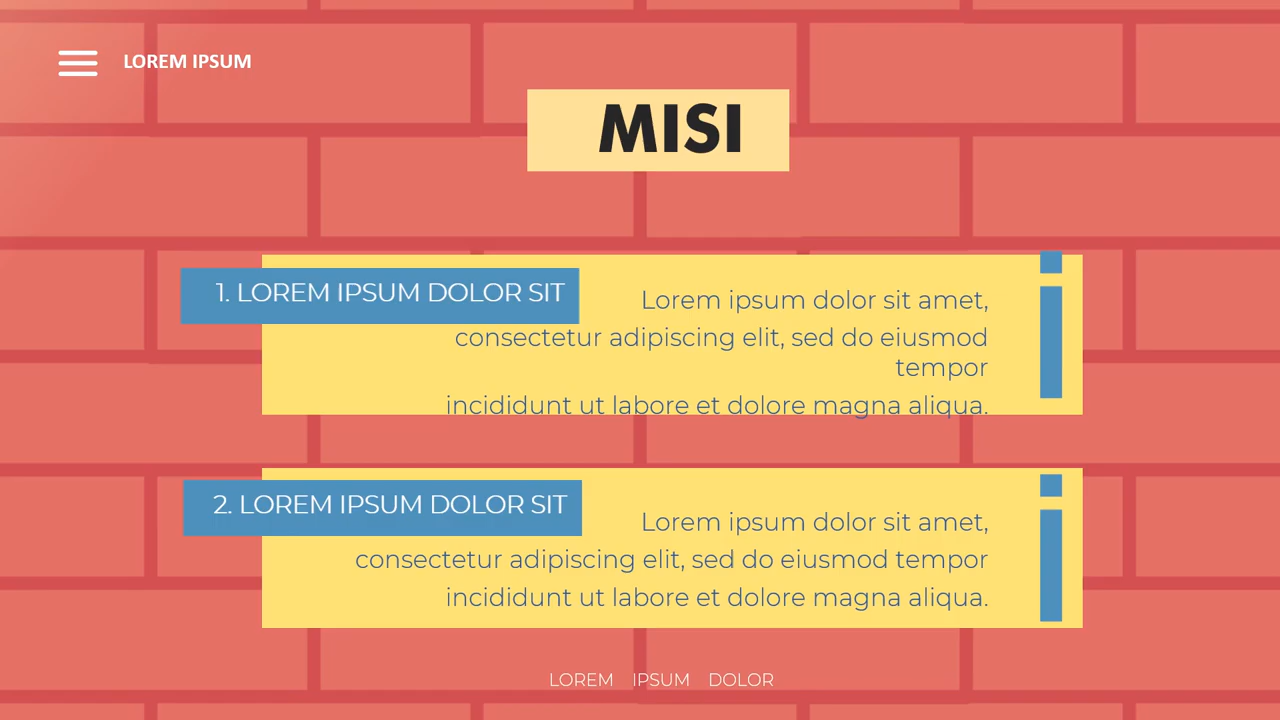 LOREM IPSUM
MISI
1. LOREM IPSUM DOLOR SIT
Lorem ipsum dolor sit amet,
consectetur adipiscing elit, sed do eiusmod
tempor
incididunt ut labore et dolore magna aliqua.
2. LOREM IPSUM DOLOR SIT
Lorem ipsum dolor sit amet,
consectetur adipiscing elit, sed do eiusmod tempor
incididunt ut labore et dolore magna aliqua.
LOREM IPSUM DOLOR